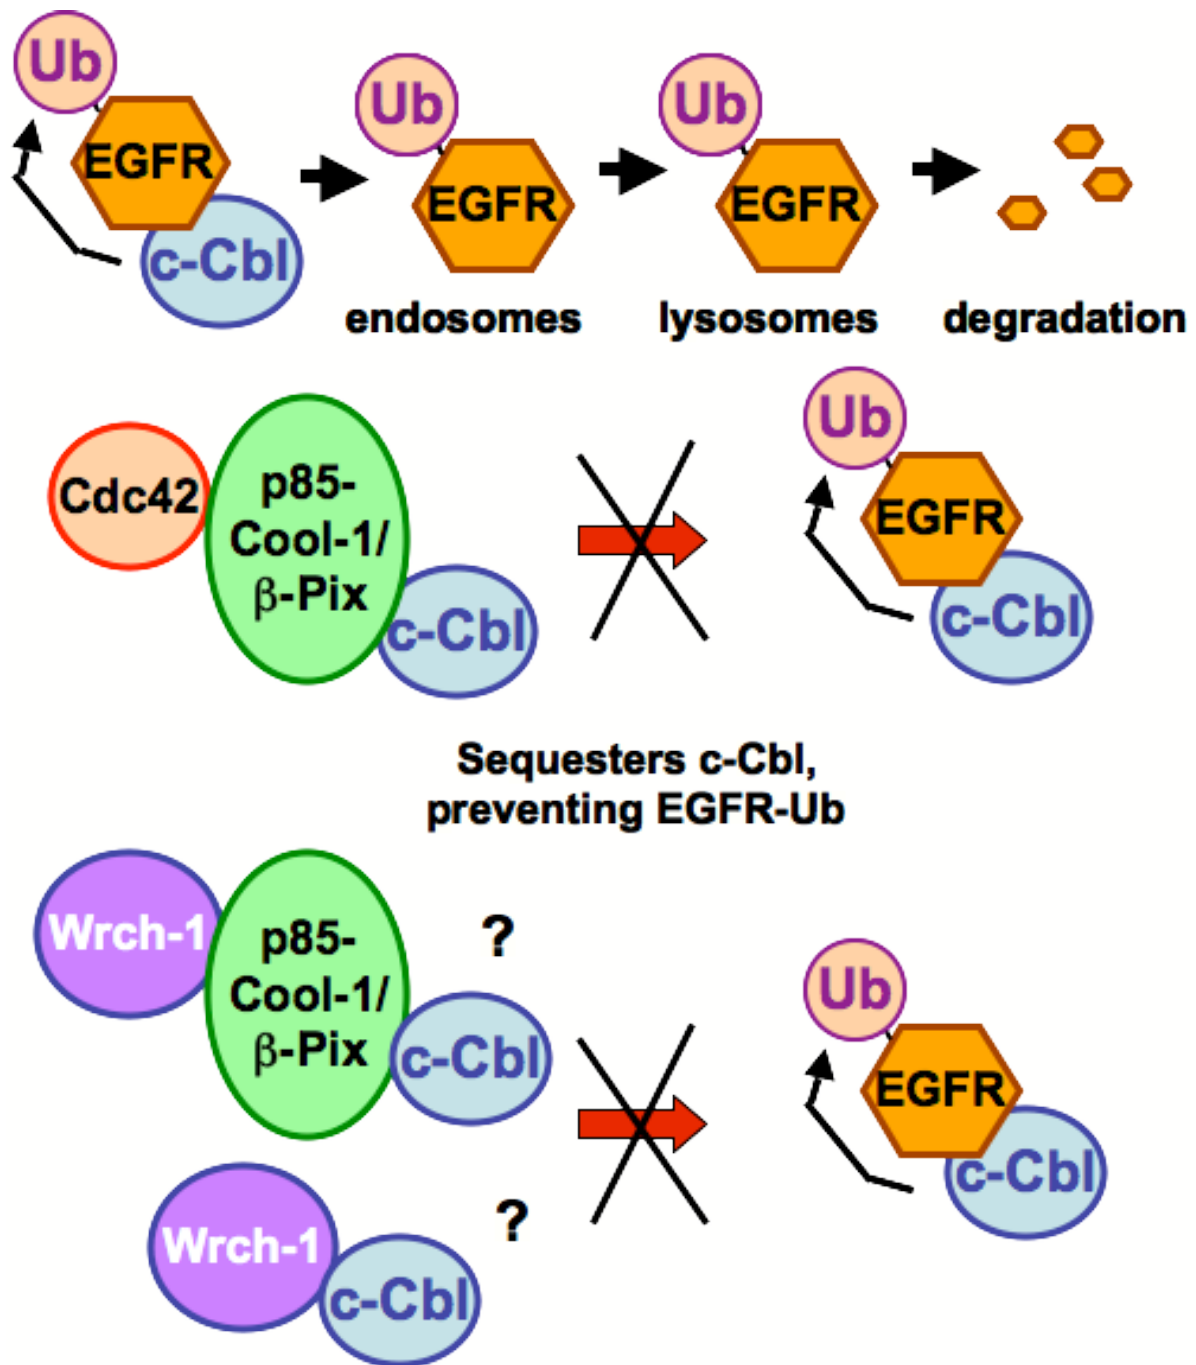 Ub
EGFR
c-Cbl
Ub
EGFR
endosomes
Ub
EGFR
lysosomes
degradation
Cdc42
p85-
Cool-1/
β-Pix
c-Cbl
Ub
EGFR
c-Cbl
Sequesters c-Cbl,
preventing EGFR-Ub
Wrch-1
p85-
Cool-1/
β-Pix
c-Cbl
?
Wrch-1
c-Cbl
?
Ub
EGFR
c-Cbl